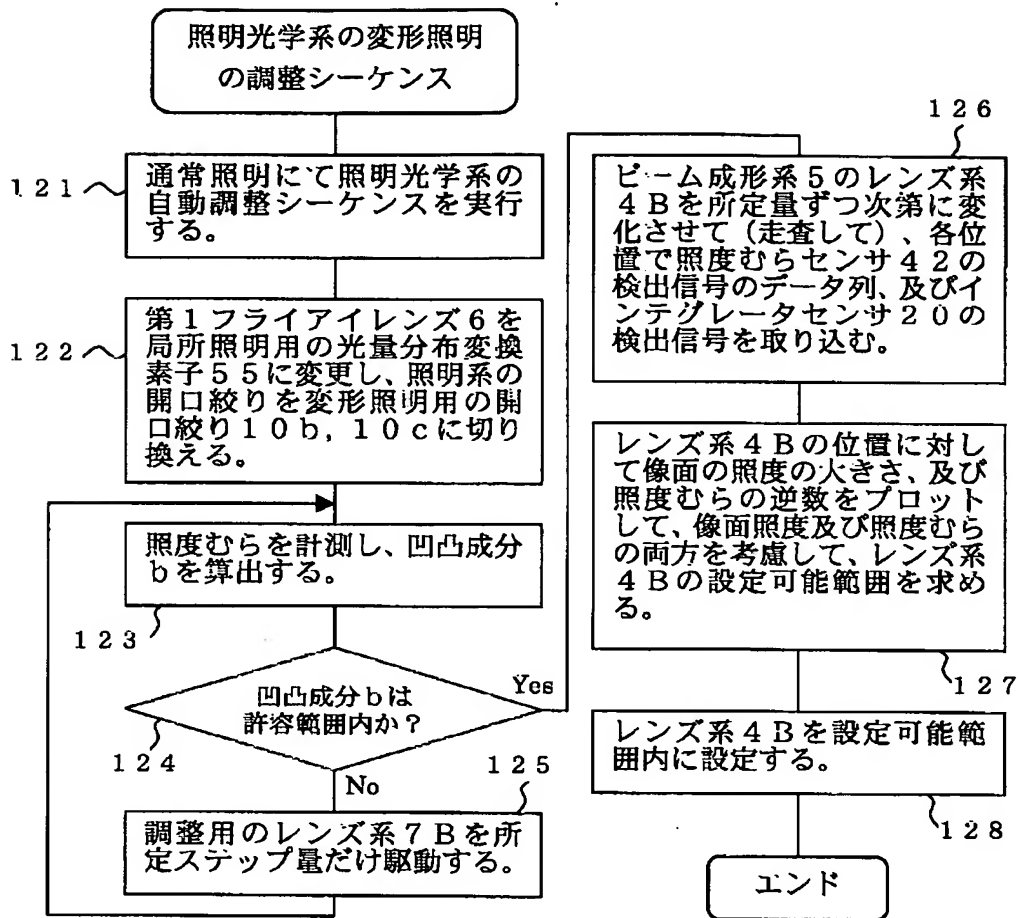 照明光学系の変形照明
の調整シーケンス
121
通常照明にて照明光学系の
自動調整シーケンスを実行
する。
122
第1フライアイレンズ6を
局所照明用の光量分布変換
素子55に変更し、照明系の
開口絞りを変形照明用の開
口絞り10b,10cに切り
換える。
照度むらを計測し、凹凸成分
bを算出する。
123
凹凸成分bは
許容範囲内か?
Yes
124
No
125
調整用のレンズ系7Bを所
定ステップ量だけ駆動する。
126
ビーム成形系5のレンズ系
4Bを所定量ずつ次第に変
化させて(走査して)、各位
置で照度むらセンサ42の
検出信号のデータ列、及びイ
ンテグレータセンサ20の
検出信号を取り込む。
レンズ系4Bの位置に対し
て像面の照度の大きさ、及び
照度むらの逆数をプロット
して、像面照度及び照度むら
の両方を考慮して、レンズ系
4Bの設定可能範囲を求め
る。
127
レンズ系4Bを設定可能範
囲内に設定する。
128
エンド